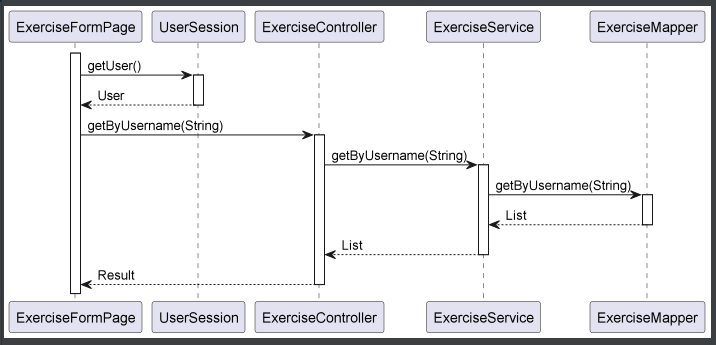 ExerciseFormPage UserSession ExerciseController ExerciseService ExerciseMapper
getUser()
User
getByUsername(String)
getByUsername(String)
getByUsername(String)
List
List
Result
ExerciseFormPage UserSession ExerciseController ExerciseService ExerciseMapper